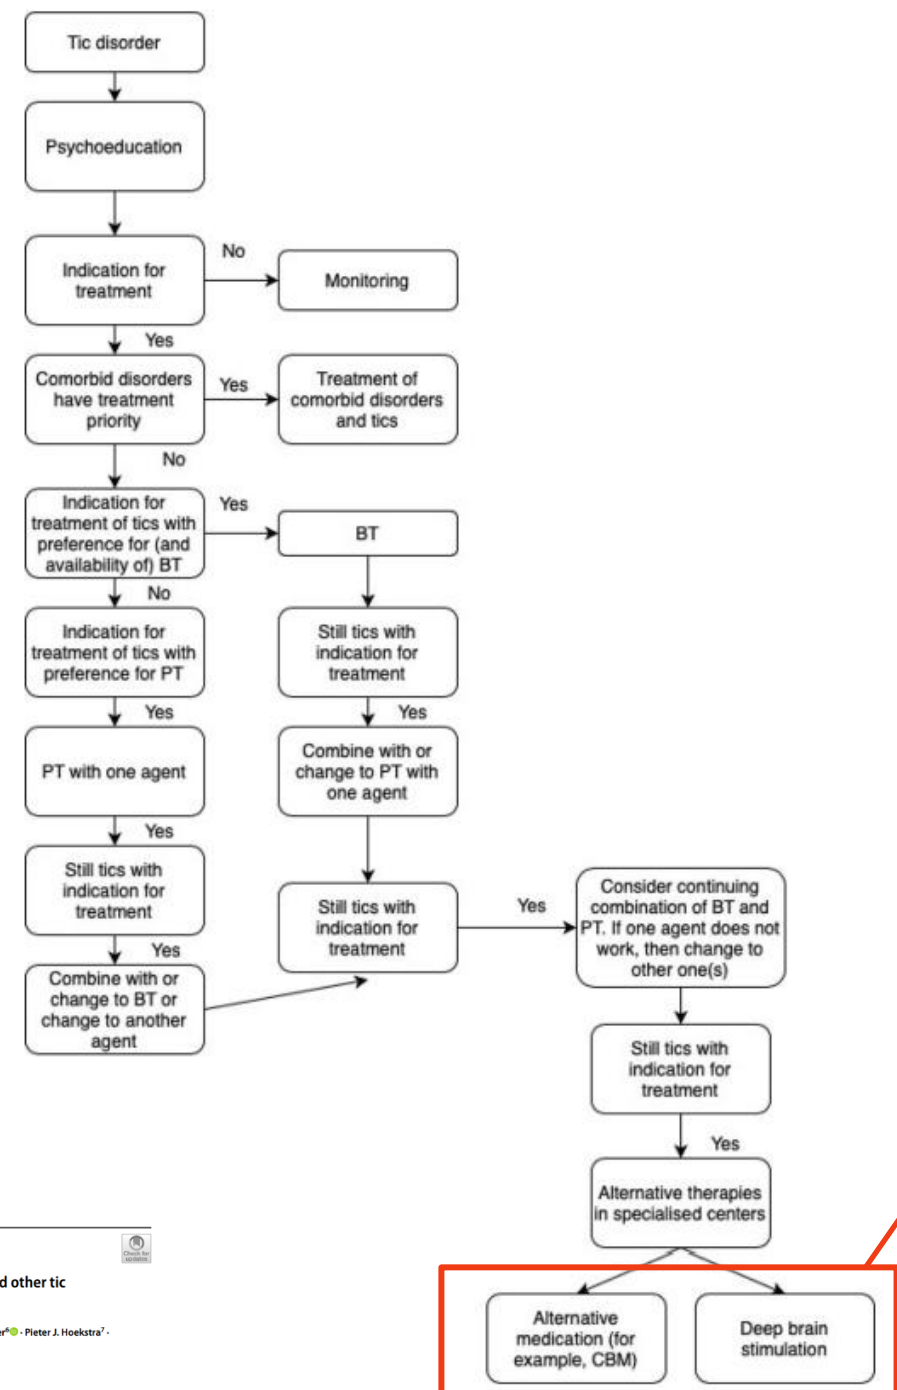 Tic disorder
Psychoeducation
Indication for
treatment
No
Monitoring
Yes
Comorbid disorders
have treatment
priority
Yes
Treatment of
comorbid disorders
and tics
No
Indication for
treatment of tics with
preference for (and
availability of) BT
Yes
BT
No
Indication for
treatment of tics with
preference for PT
Still tics with
indication for
treatment
Yes
Yes
PT with one agent
Combine with or
change to PT with
one agent
Yes
Still tics with
indication for
treatment
Still tics with
indication for
treatment
Yes
Consider continuing
combination of BT and
PT. If one agent does not
work, then change to
other one(s)
Yes
Combine with or
change to BT or
change to another
agent
Still tics with
indication for
treatment
Yes
Alternative therapies
in specialised centers
Check for
updates
d other tic
er⁶ · Pieter J. Hoekstra⁷ ·
Alternative
medication (for
example, CBM)
Deep brain
stimulation